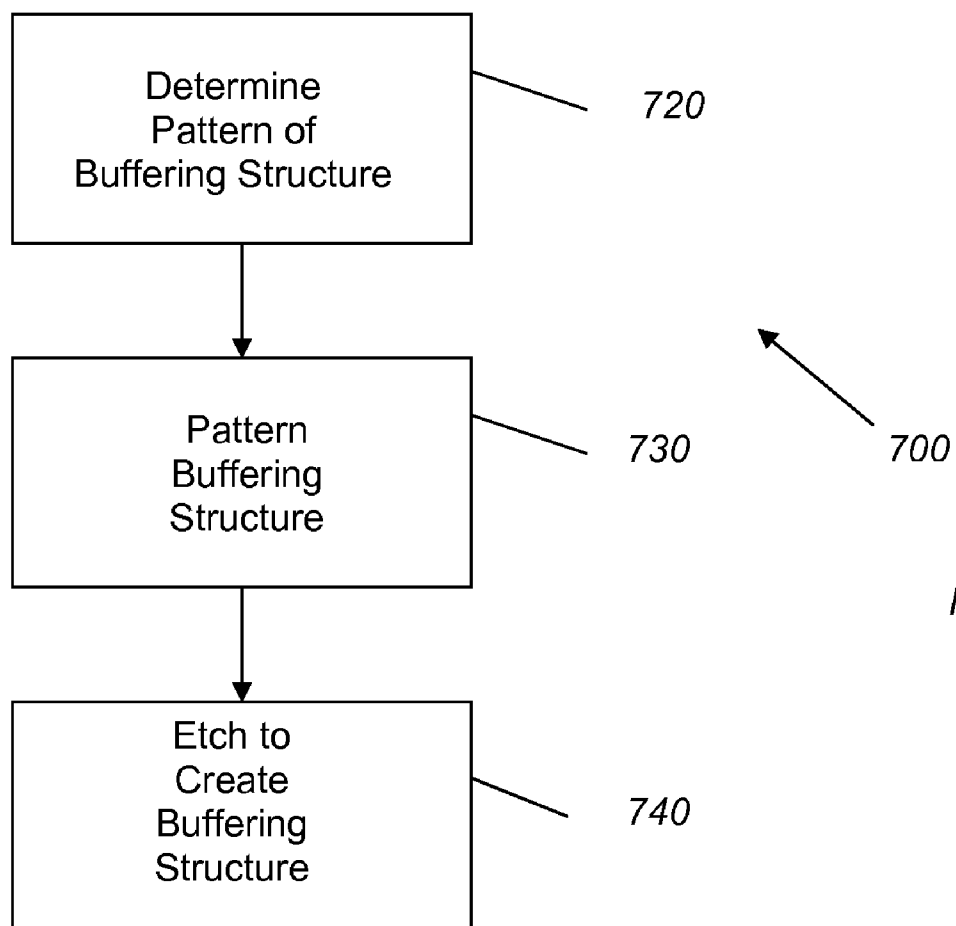 Determine
Pattern of
Buffering Structure
720
Pattern
Buffering
Structure
730
700
Etch to
Create
Buffering
Structure
740